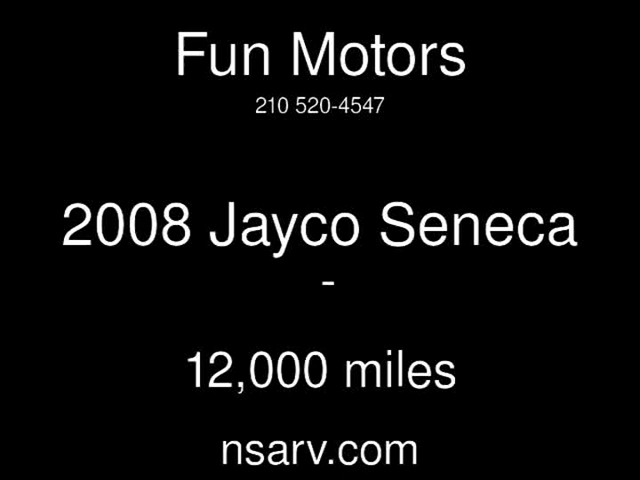 Fun Motors
210 520-4547
2008 Jayco Seneca
-
12,000 miles
nsarv.com